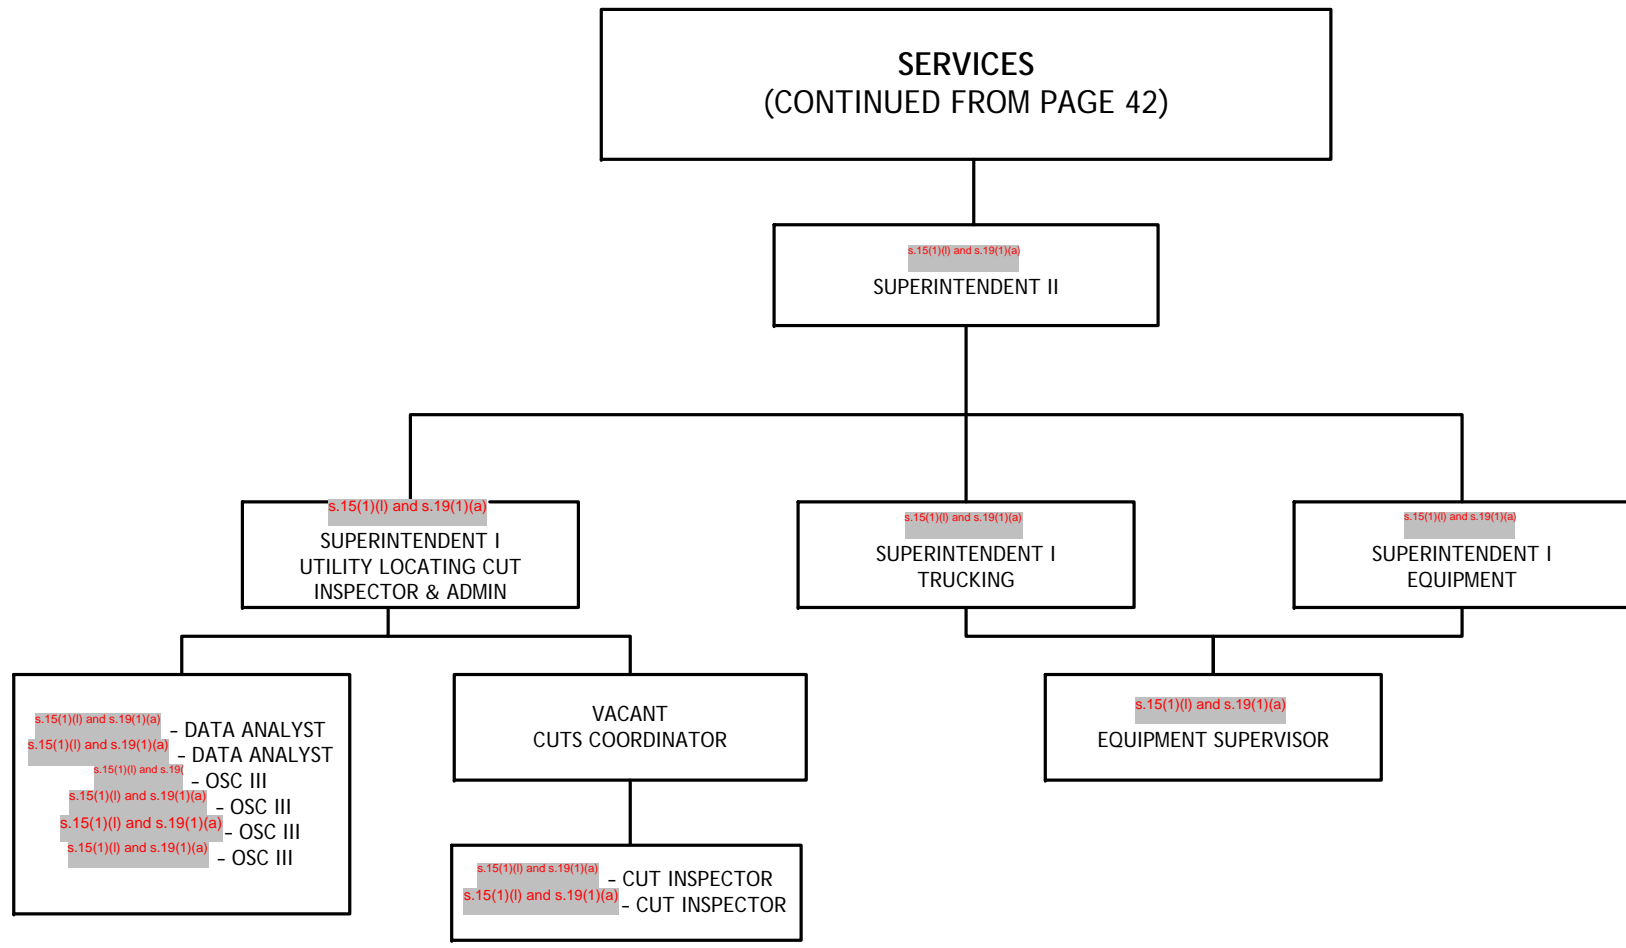 SERVICES
(CONTINUED FROM PAGE 42)
s.15(1)(l) and s.19(1)(a)
SUPERINTENDENT II
s.15(1)(l) and s.19(1)(a)
SUPERINTENDENT I
UTILITY LOCATING CUT
INSPECTOR & ADMIN
s.15(1)(l) and s.19(1)(a)
SUPERINTENDENT I
TRUCKING
s.15(1)(l) and s.19(1)(a)
SUPERINTENDENT I
EQUIPMENT
s.15(1)(l) and s.19(1)(a) – DATA ANALYST
s.15(1)(l) and s.19(1)(a) – DATA ANALYST
s.15(1)(l) and s.19( – OSC III
s.15(1)(l) and s.19(1)(a) – OSC III
s.15(1)(l) and s.19(1)(a) – OSC III
s.15(1)(l) and s.19(1)(a) – OSC III
VACANT
CUTS COORDINATOR
s.15(1)(l) and s.19(1)(a)
EQUIPMENT SUPERVISOR
s.15(1)(l) and s.19(1)(a) – CUT INSPECTOR
s.15(1)(l) and s.19(1)(a) – CUT INSPECTOR